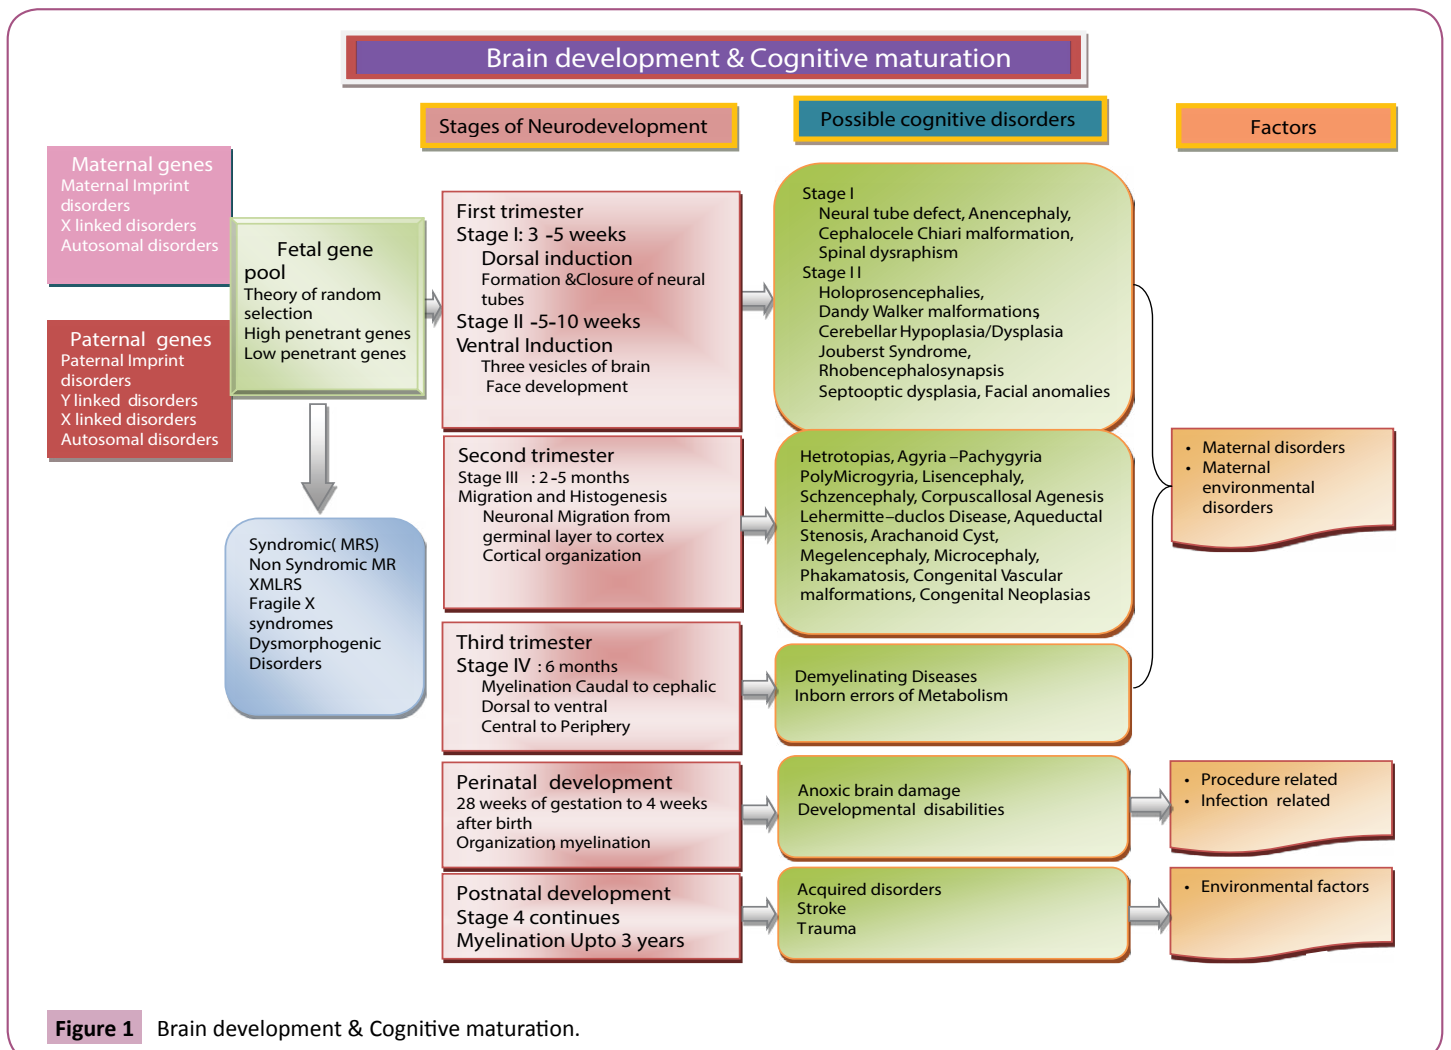 Brain development & Cognitive maturation
Stages of Neurodevelopment
Possible cognitive disorders
Factors
Maternal genes
Maternal Imprint
disorders
X linked disorders
Autosomal disorders
Paternal genes
Paternal Imprint
disorders
Y linked disorders
X linked disorders
Autosomal disorders
Fetal gene
pool
Theory of random
selection
High penetrant genes
Low penetrant genes
Syndromic( MRS)
Non Syndromic MR
XMLRS
Fragile X
syndromes
Dysmorphogenic
Disorders
First trimester
Stage I: 3 -5 weeks
Dorsal induction
Formation &Closure of neural
tubes
Stage II -5-10 weeks
Ventral Induction
Three vesicles of brain
Face development
Stage I
Neural tube defect, Anencephaly,
Cephalocele Chiari malformation,
Spinal dysraphism
Stage II
Holoprosencephalies,
Dandy Walker malformations,
Cerebellar Hypoplasia/Dysplasia
Jouberst Syndrome,
Rhobencephalosynapsis
Septooptic dysplasia, Facial anomalies
Second trimester
Stage III : 2-5 months
Migration and Histogenesis
Neuronal Migration from
germinal layer to cortex
Cortical organization
Hetrotopias, Agyria –Pachygyria
PolyMicrogyria, Lisencephaly,
Schzencephaly, Corpuscallosal Agenesis
Lehermitte–duclos Disease, Aqueductal
Stenosis, Arachanoid Cyst,
Megelencephaly, Microcephaly,
Phakamatosis, Congenital Vascular
malformations, Congenital Neoplasias
Third trimester
Stage IV : 6 months
Myelination Caudal to cephalic
Dorsal to ventral
Central to Periphery
Demyelinating Diseases
Inborn errors of Metabolism
• Maternal disorders
• Maternal
environmental
disorders
Perinatal development
28 weeks of gestation to 4 weeks
after birth
Organization, myelination
Anoxic brain damage
Developmental disabilities
• Procedure related
• Infection related
Postnatal development
Stage 4 continues
Myelination Upto 3 years
Acquired disorders
Stroke
Trauma
• Environmental factors
Figure 1 Brain development & Cognitive maturation.